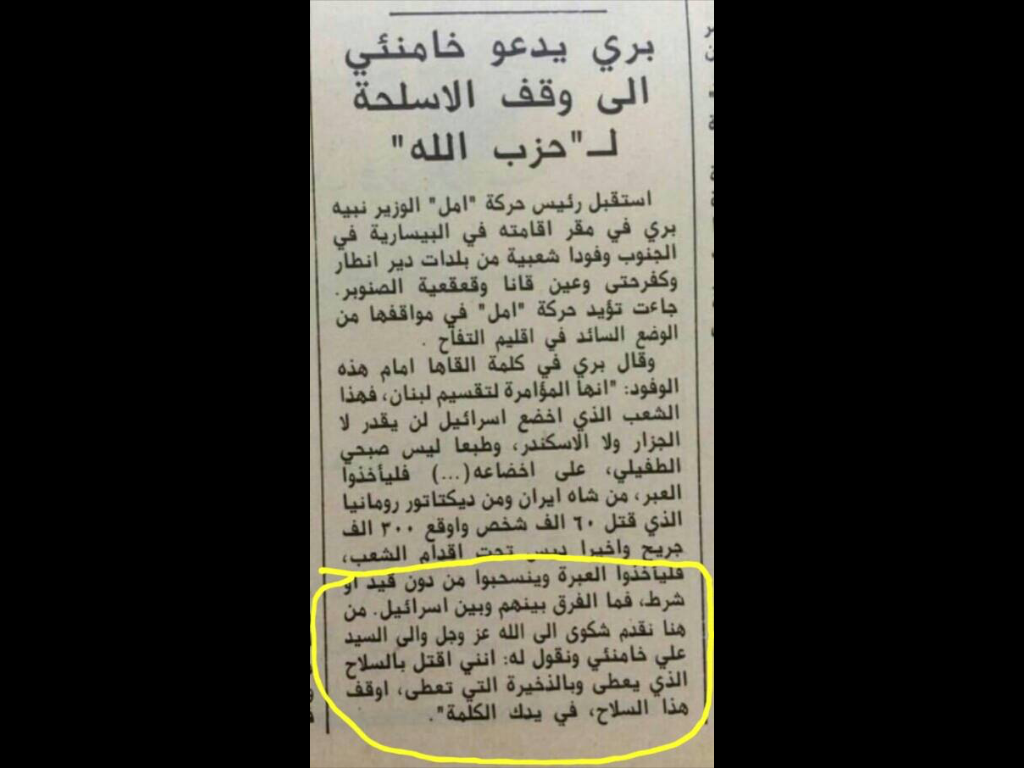 بري يدعو خامنئي
الى وقف الاسلحة
لـ"حزب الله"
استقبل رئيس حركة "امل" الوزير نبيه
بري في مقر اقامته في البيسارية في
الجنوب وفودا شعبية من بلدات دير انطار
وكفرحتى وعين قانا وقعقعية الصنوبر.
جاءت تؤيد حركة "امل" في مواقفها من
الوضع السائد في اقليم التفاح .
وقال بري في كلمة القاها امام هذه
الوفود: "انها المؤامرة لتقسيم لبنان، فهذا
الشعب الذي اخضع اسرائيل لن يقدر لا
الجزار ولا الاسكندر، وطبعا ليس صبحي
الطفيلي، على اخضاعه(...) فليأخذوا
العبر، من شاه ايران ومن ديكتاتور رومانيا
الذي قتل ٦٠ الف شخص واوقع ٣٠٠ الف
جريح واخيرا ديس تحت اقدام الشعب،
فليأخذوا العبرة وينسحبوا من دون قيد او
شرط، فما الفرق بينهم وبين اسرائيل. من
هنا نقدم شكوى الى الله عز وجل والى السيد
علي خامنئي ونقول له: انني اقتل بالسلاح
الذي يعطى وبالذخيرة التي تعطى، اوقف
هذا السلاح، في يدك الكلمة".